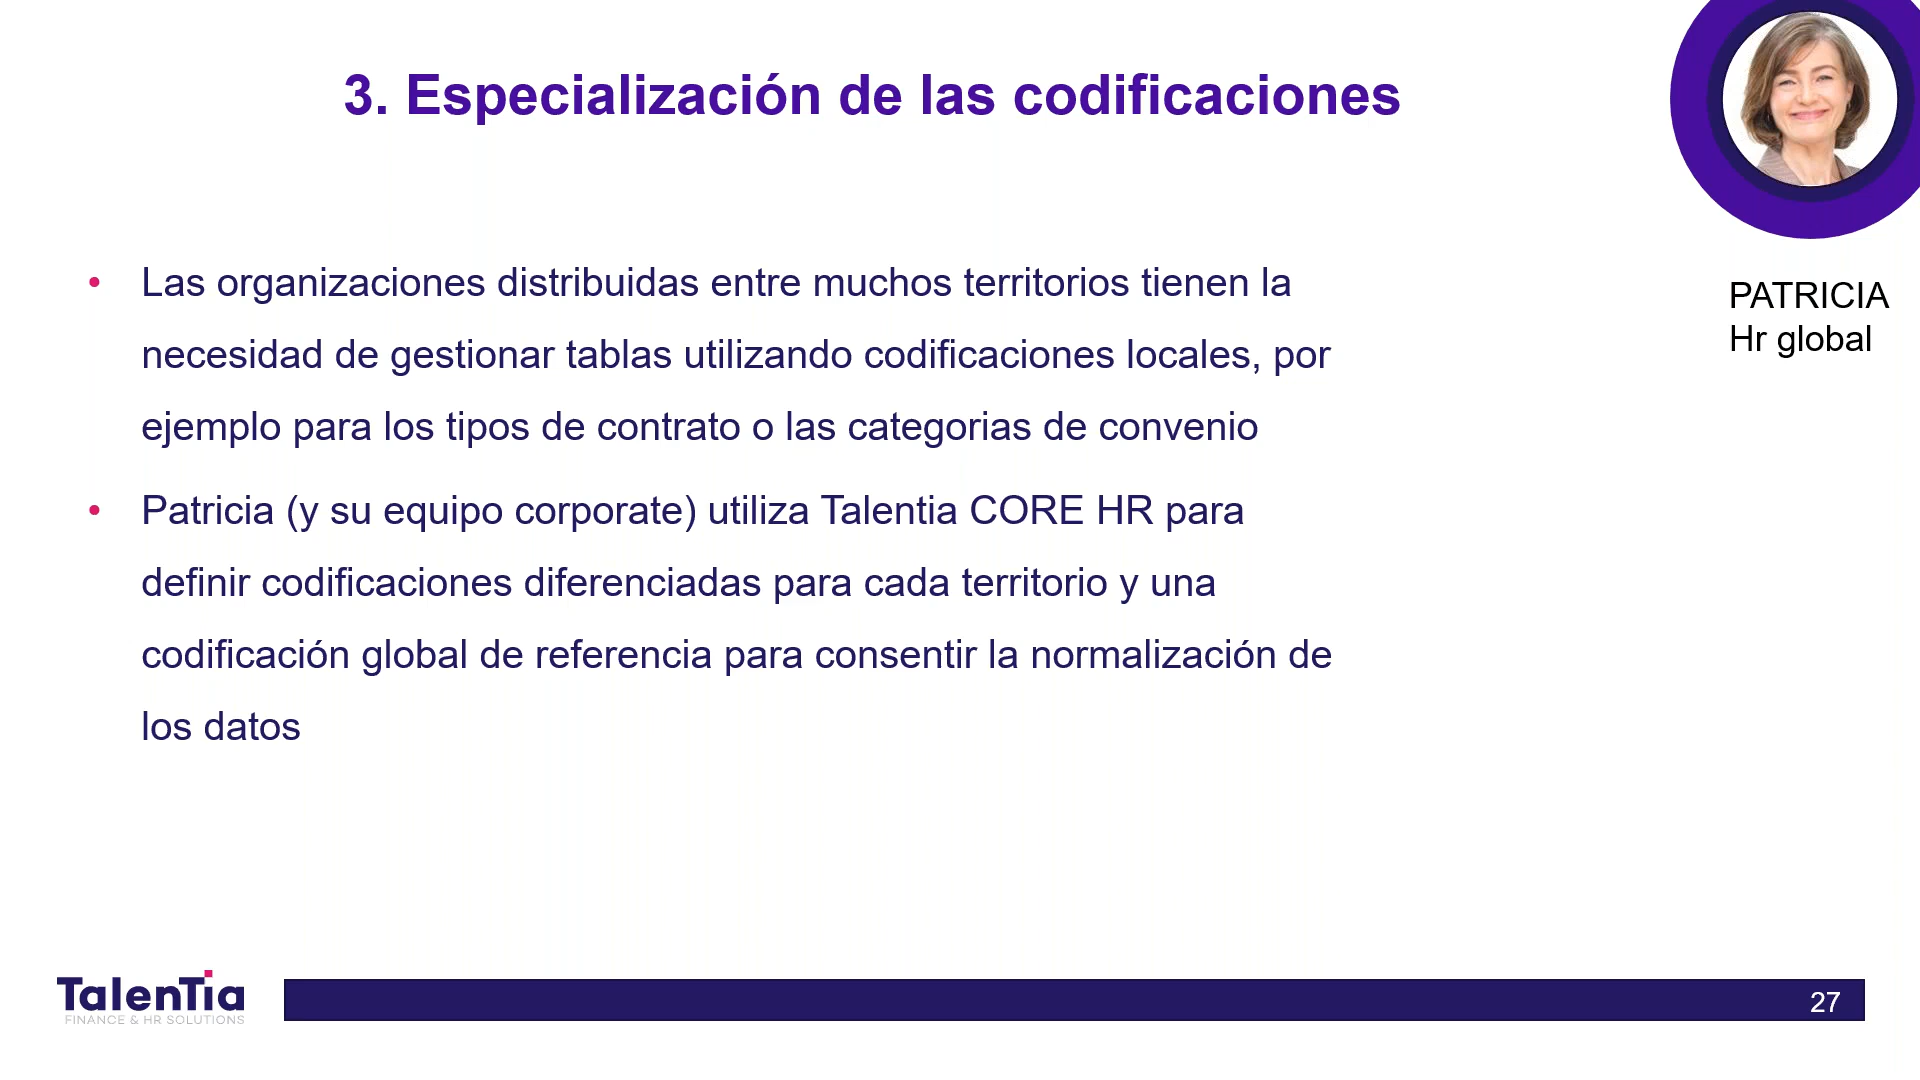 3. Especialización de las codificaciones
PATRICIA
Hr global
• Las organizaciones distribuidas entre muchos territorios tienen la
necesidad de gestionar tablas utilizando codificaciones locales, por
ejemplo para los tipos de contrato o las categorias de convenio
• Patricia (y su equipo corporate) utiliza Talentia CORE HR para
definir codificaciones diferenciadas para cada territorio y una
codificación global de referencia para consentir la normalización de
los datos
TalenTia
FINANCE & HR SOLUTIONS
27